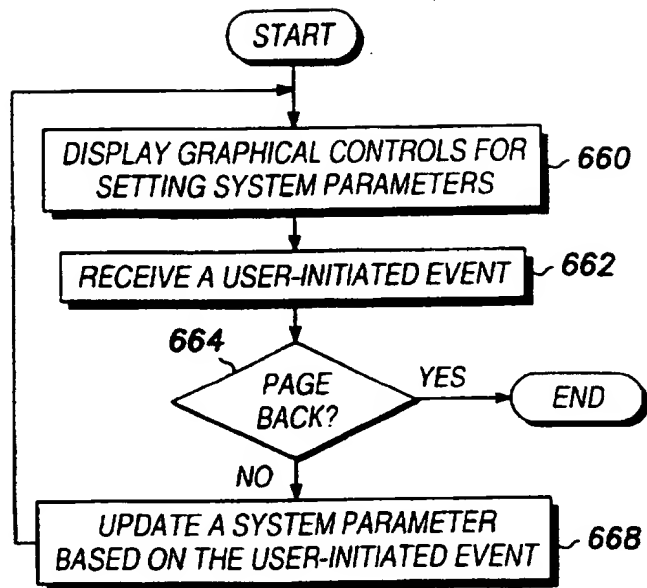 START
DISPLAY GRAPHICAL CONTROLS FOR
SETTING SYSTEM PARAMETERS
660
RECEIVE A USER-INITIATED EVENT
662
664
PAGE
BACK?
YES
END
NO
UPDATE A SYSTEM PARAMETER
BASED ON THE USER-INITIATED EVENT
668